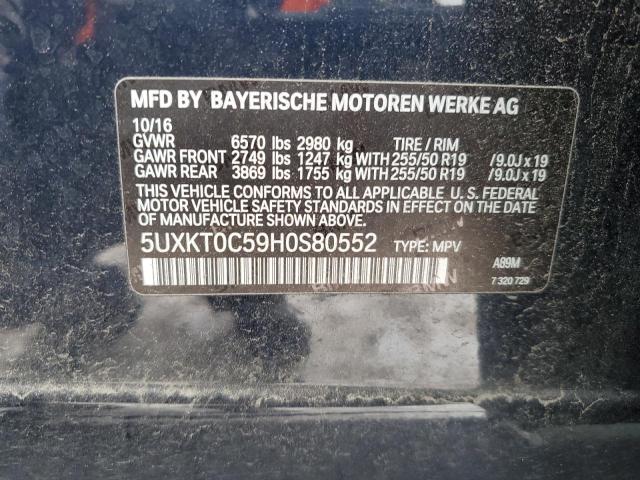 MFD BY BAYERISCHE MOTOREN WERKE AG
10/16
GVWR 6570 lbs 2980 kg TIRE / RIM
GAWR FRONT 2749 lbs 1247 kg WITH 255/50 R19 /9.0J x 19
GAWR REAR 3869 lbs 1755 kg WITH 255/50 R19 /9.0J x 19
THIS VEHICLE CONFORMS TO ALL APPLICABLE U. S. FEDERAL
MOTOR VEHICLE SAFETY STANDARDS IN EFFECT ON THE DATE OF
MANUFACTURE SHOWN ABOVE.
5UXKT0C59H0S80552 TYPE: MPV A89M
7 320 729